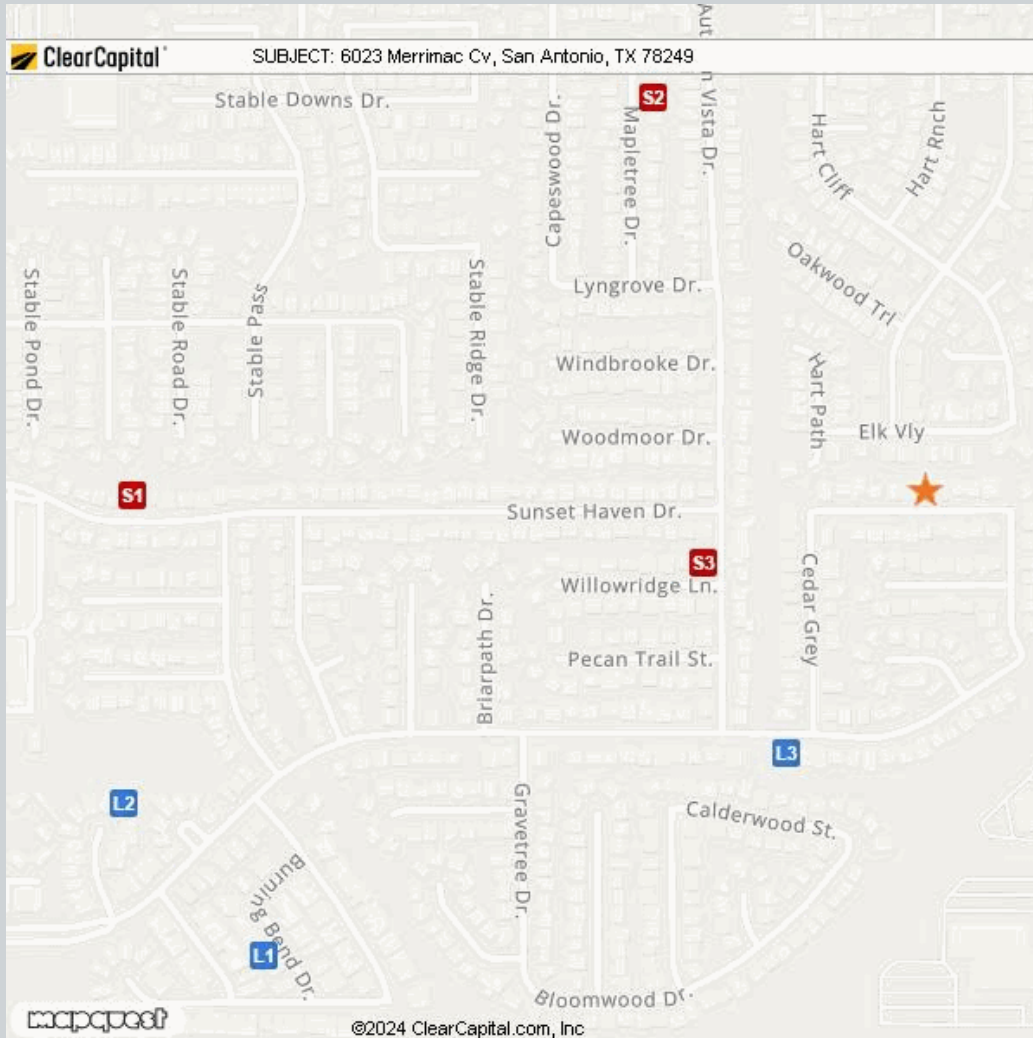 ClearCapital
SUBJECT: 6023 Merrimac Cv, San Antonio, TX 78249
Aut
n Vista Dr.
Stable Downs Dr.
S2
Capeswood Dr.
Mapletree Dr.
Hart Cliff
Hart Rnch
Oakwood Trl
Stable Pond Dr.
Stable Road Dr.
Stable Pass
Stable Ridge Dr.
Lyngrove Dr.
Windbrooke Dr.
Hart Path
Woodmoor Dr.
Elk Vly
S1
Sunset Haven Dr.
S3
Willowridge Ln.
Cedar Grey
Briarpath Dr.
Pecan Trail St.
L3
L2
Gravetree Dr.
Calderwood St.
Burning Bend Dr.
L1
Bloomwood Dr.
mapquest
©2024 ClearCapital.com, Inc